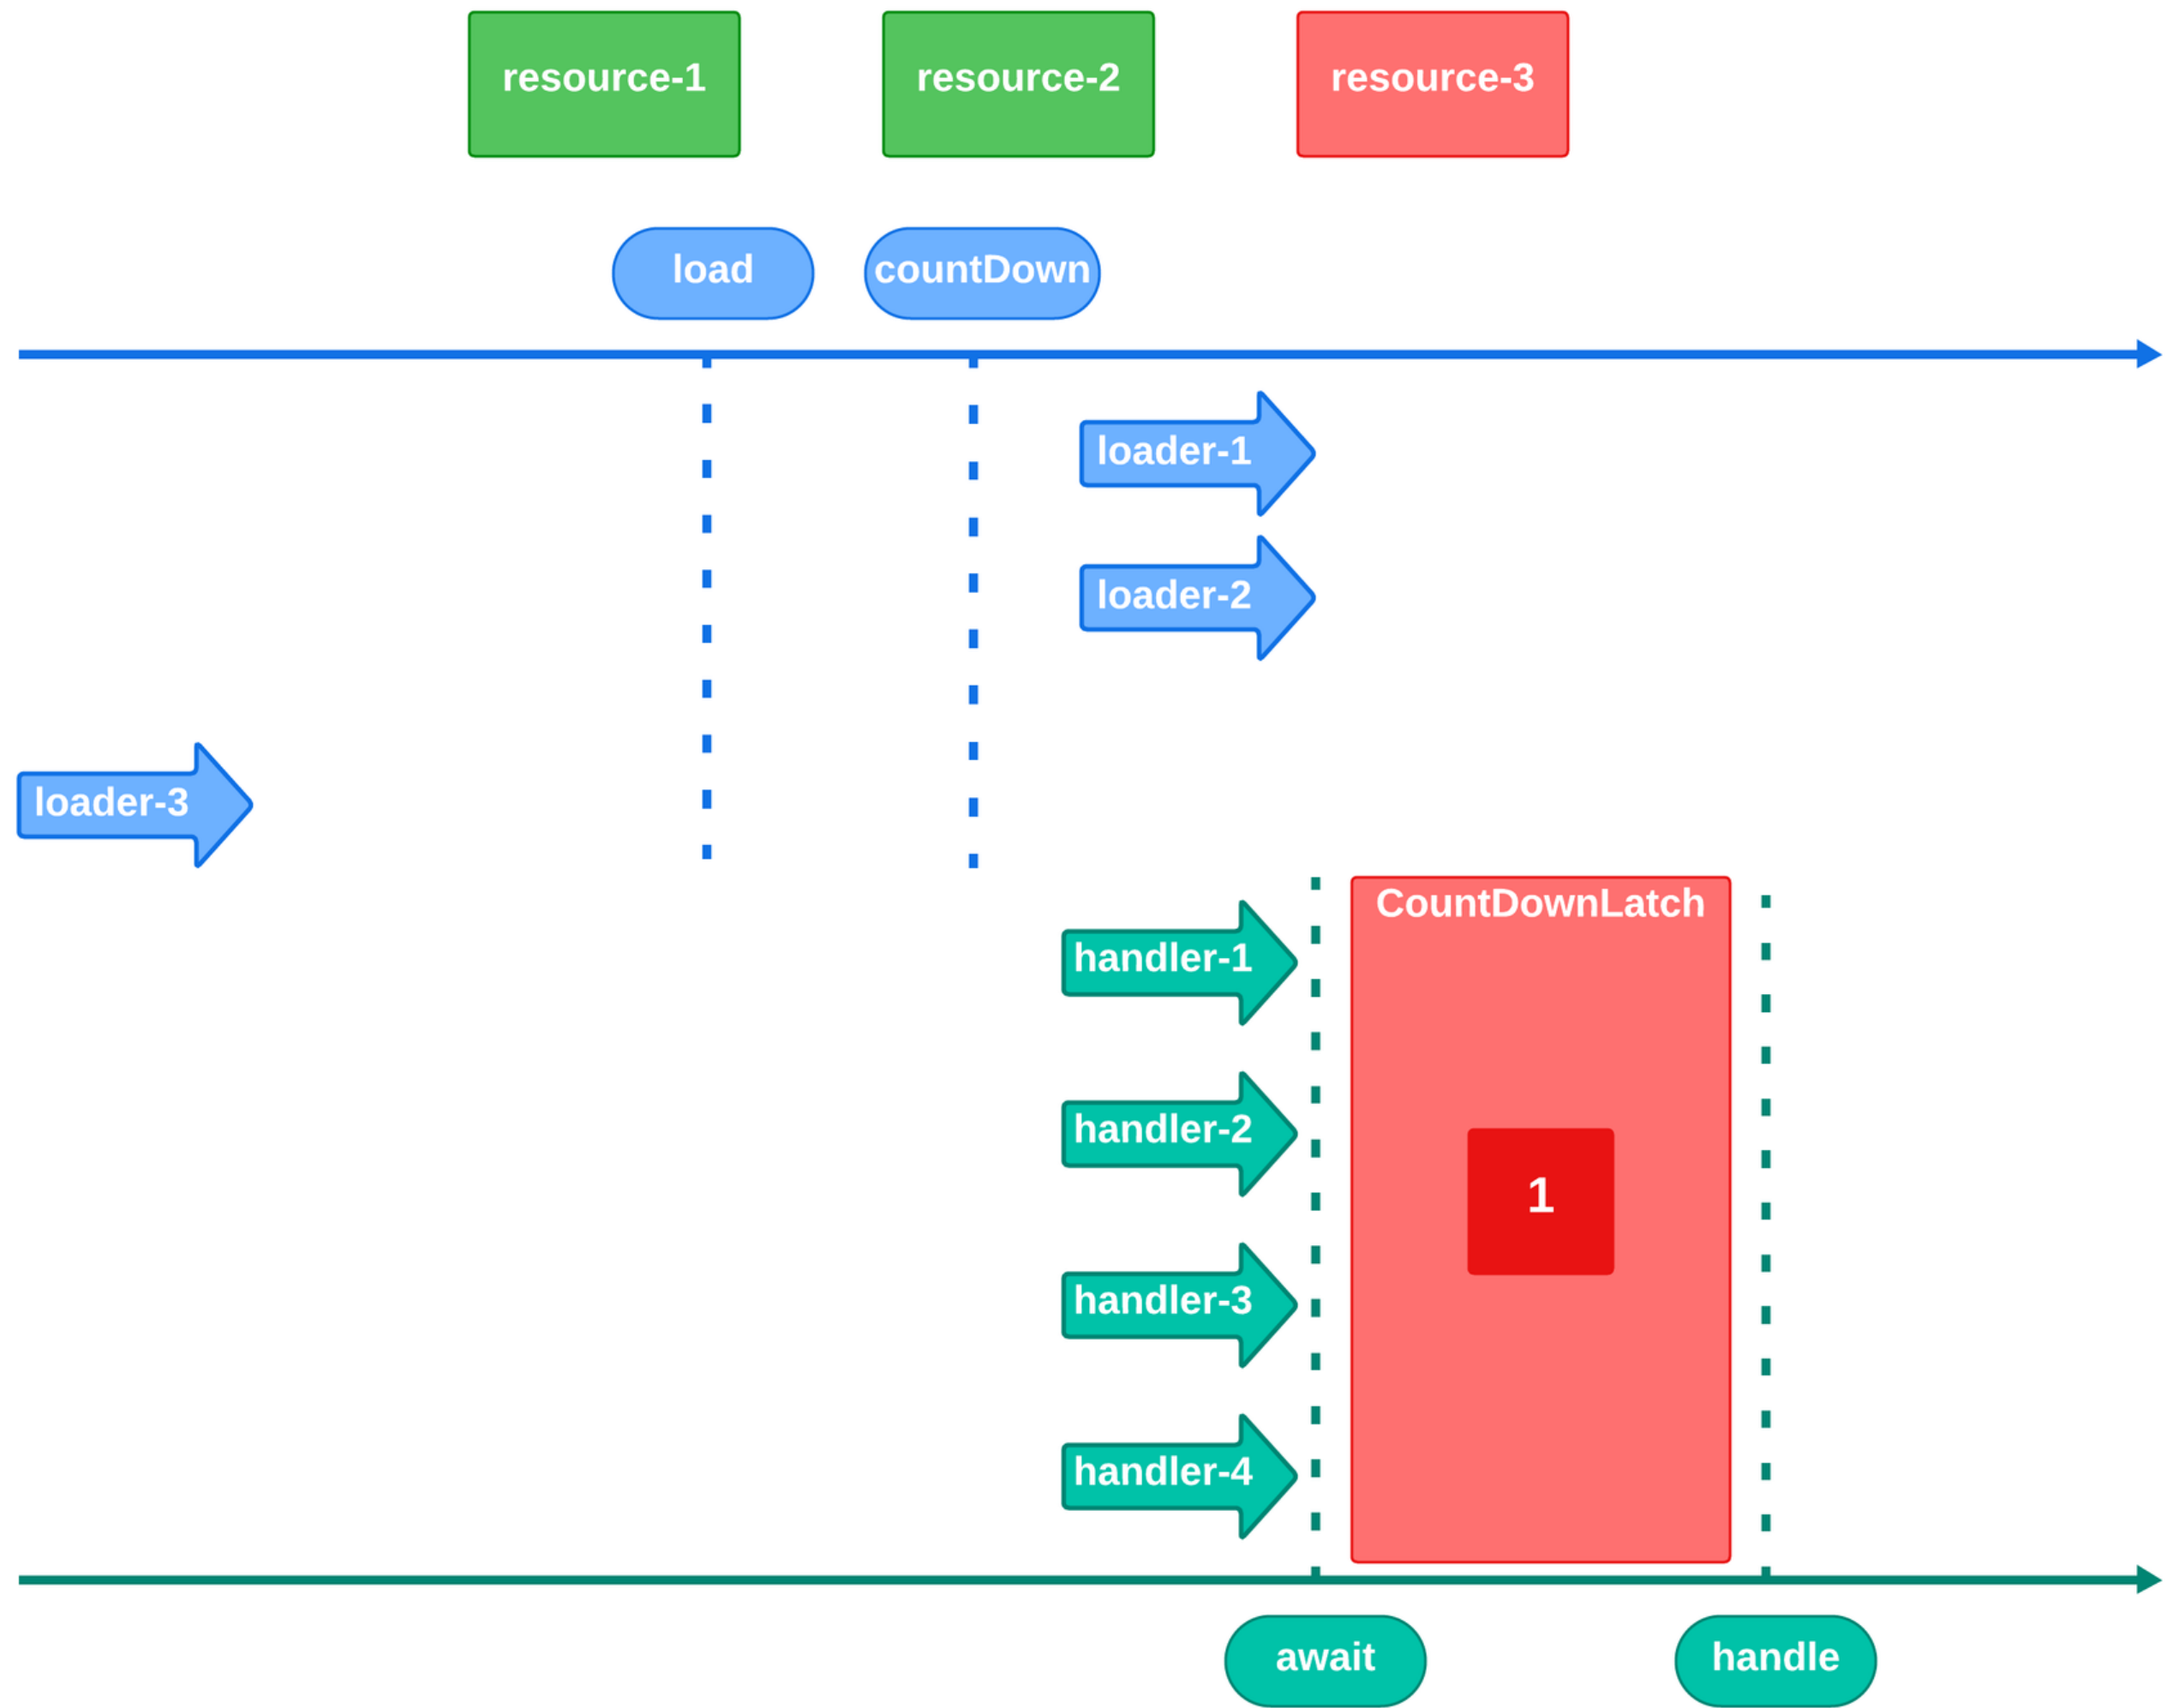 resource-1
resource-2
resource-3
load
countDown
loader-1
loader-2
loader-3
CountDownLatch
handler-1
handler-2
1
handler-3
handler-4
await
handle